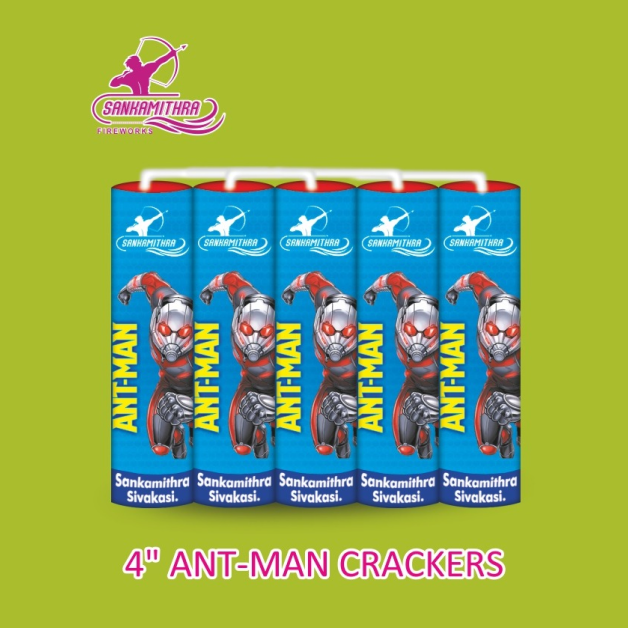 SANKAMITHRA
FIREWORKS
SANKAMITHRA SANKAMITHRA SANKAMITHRA SANKAMITHRA SANKAMITHRA
ANT-MAN ANT-MAN ANT-MAN ANT-MAN ANT-MAN
Sankamithra Sankamithra Sankamithra Sankamithra Sankamithra
Sivakasi. Sivakasi. Sivakasi. Sivakasi. Sivakasi.
4" ANT-MAN CRACKERS